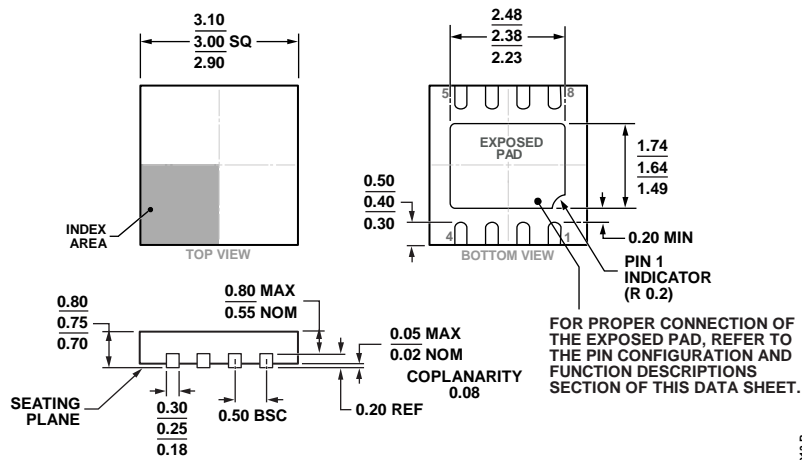 3.10
3.00 SQ
2.90
INDEX
AREA
TOP VIEW
2.48
2.38
2.23
5
8
EXPOSED
PAD
1.74
1.64
1.49
0.50
0.40
0.30
4
1
BOTTOM VIEW
0.20 MIN
PIN 1
INDICATOR
(R 0.2)
FOR PROPER CONNECTION OF
THE EXPOSED PAD, REFER TO
THE PIN CONFIGURATION AND
FUNCTION DESCRIPTIONS
SECTION OF THIS DATA SHEET.
0.80
0.75
0.70
0.80 MAX
0.55 NOM
0.05 MAX
0.02 NOM
COPLANARITY
0.08
SEATING
PLANE
0.30
0.25
0.18
0.50 BSC
0.20 REF